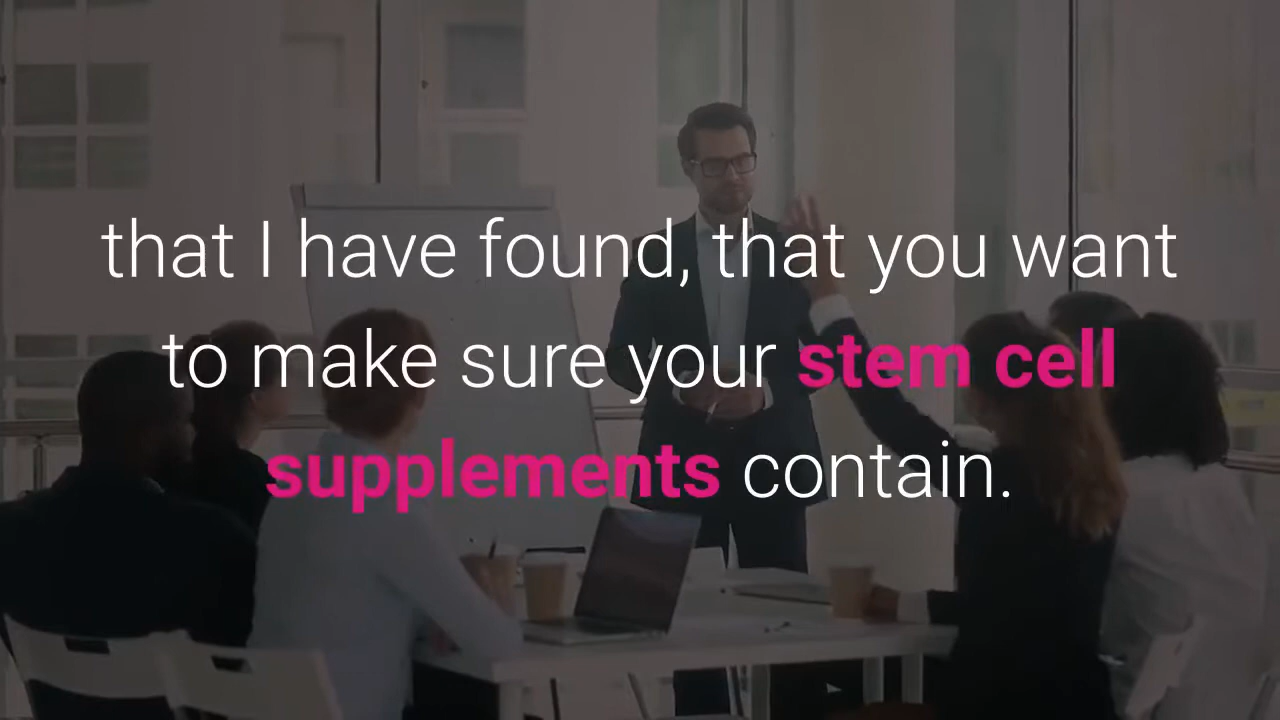 that I have found, that you want
to make sure your stem cell
supplements contain.